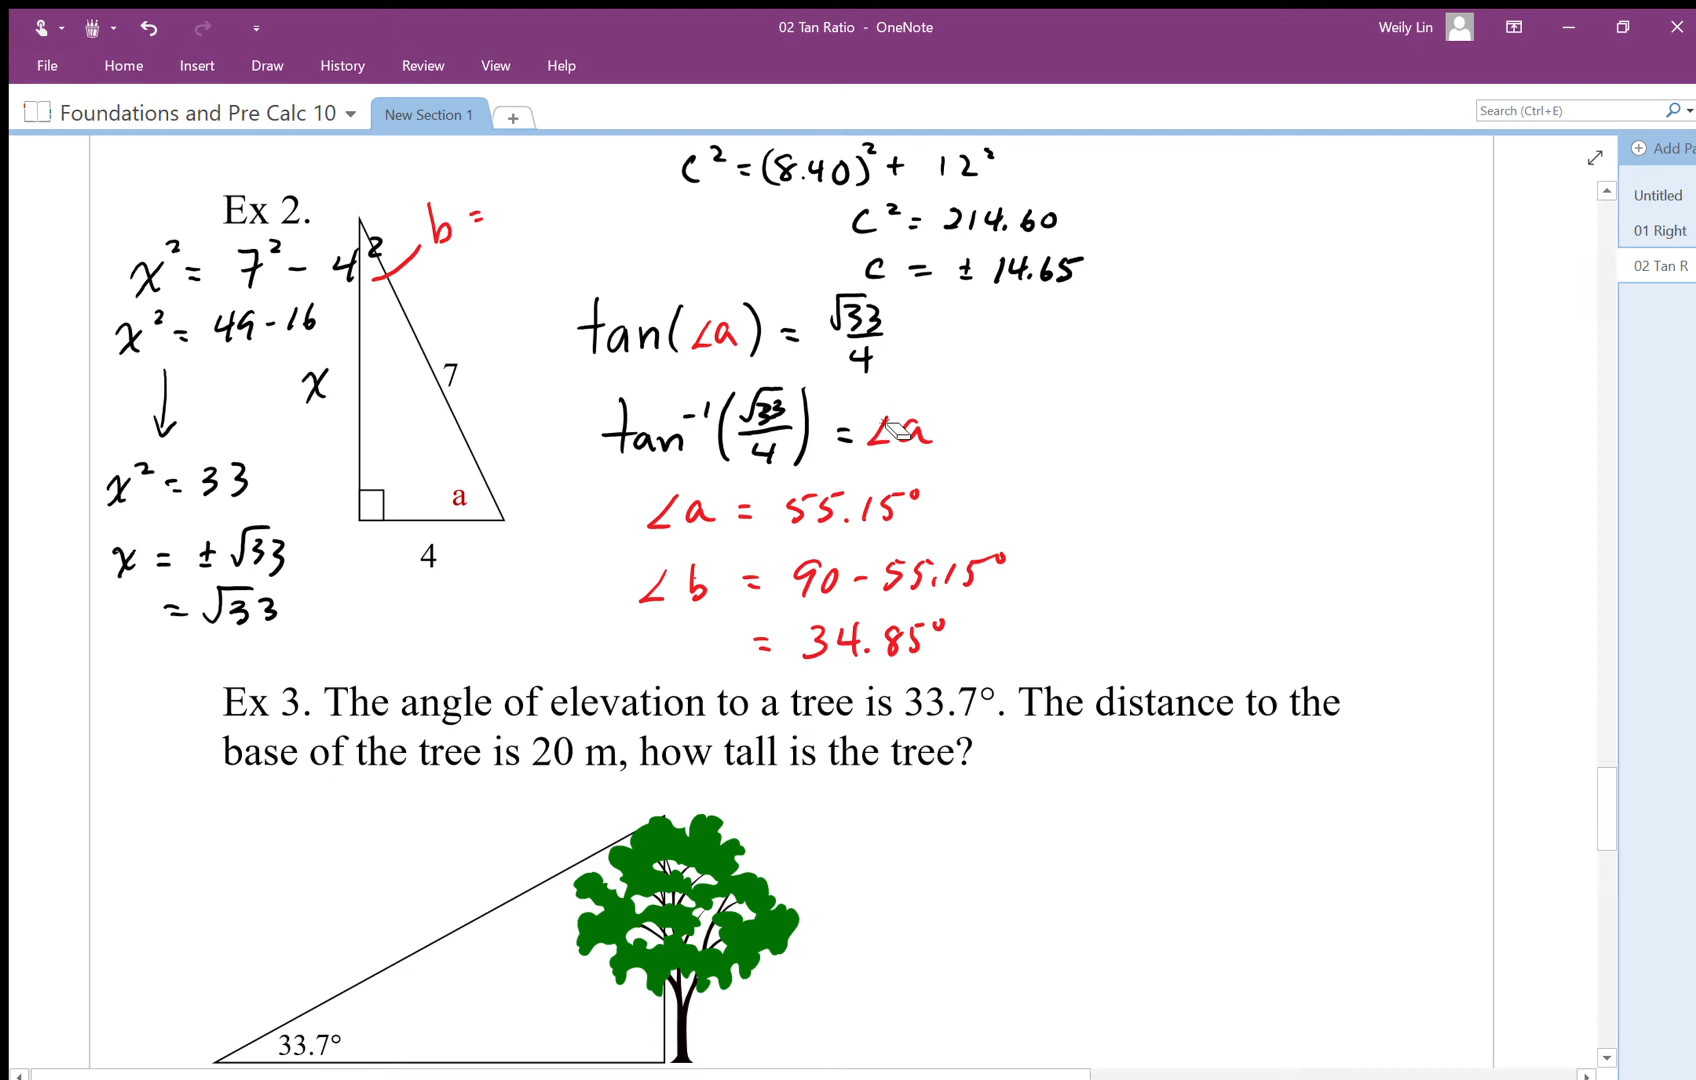 02 Tan Ratio - OneNote
Weily Lin
File Home Insert Draw History Review View Help
Foundations and Pre Calc 10
New Section 1
+
Search (Ctrl+E)
Add Pa
Untitled
01 Right
02 Tan R
c² = (8.40)² + 12²
c² = 214.60
c = ± 14.65
Ex 2.
b =
x² = 7² - 4²
x² = 49 - 16
x² = 33
x = ± √33
= √33
x
7
a
4
tan(∠a) = √33/4
tan⁻¹(√33/4) = ∠a
∠a = 55.15°
∠b = 90 - 55.15°
= 34.85°
Ex 3. The angle of elevation to a tree is 33.7°. The distance to the
base of the tree is 20 m, how tall is the tree?
33.7°